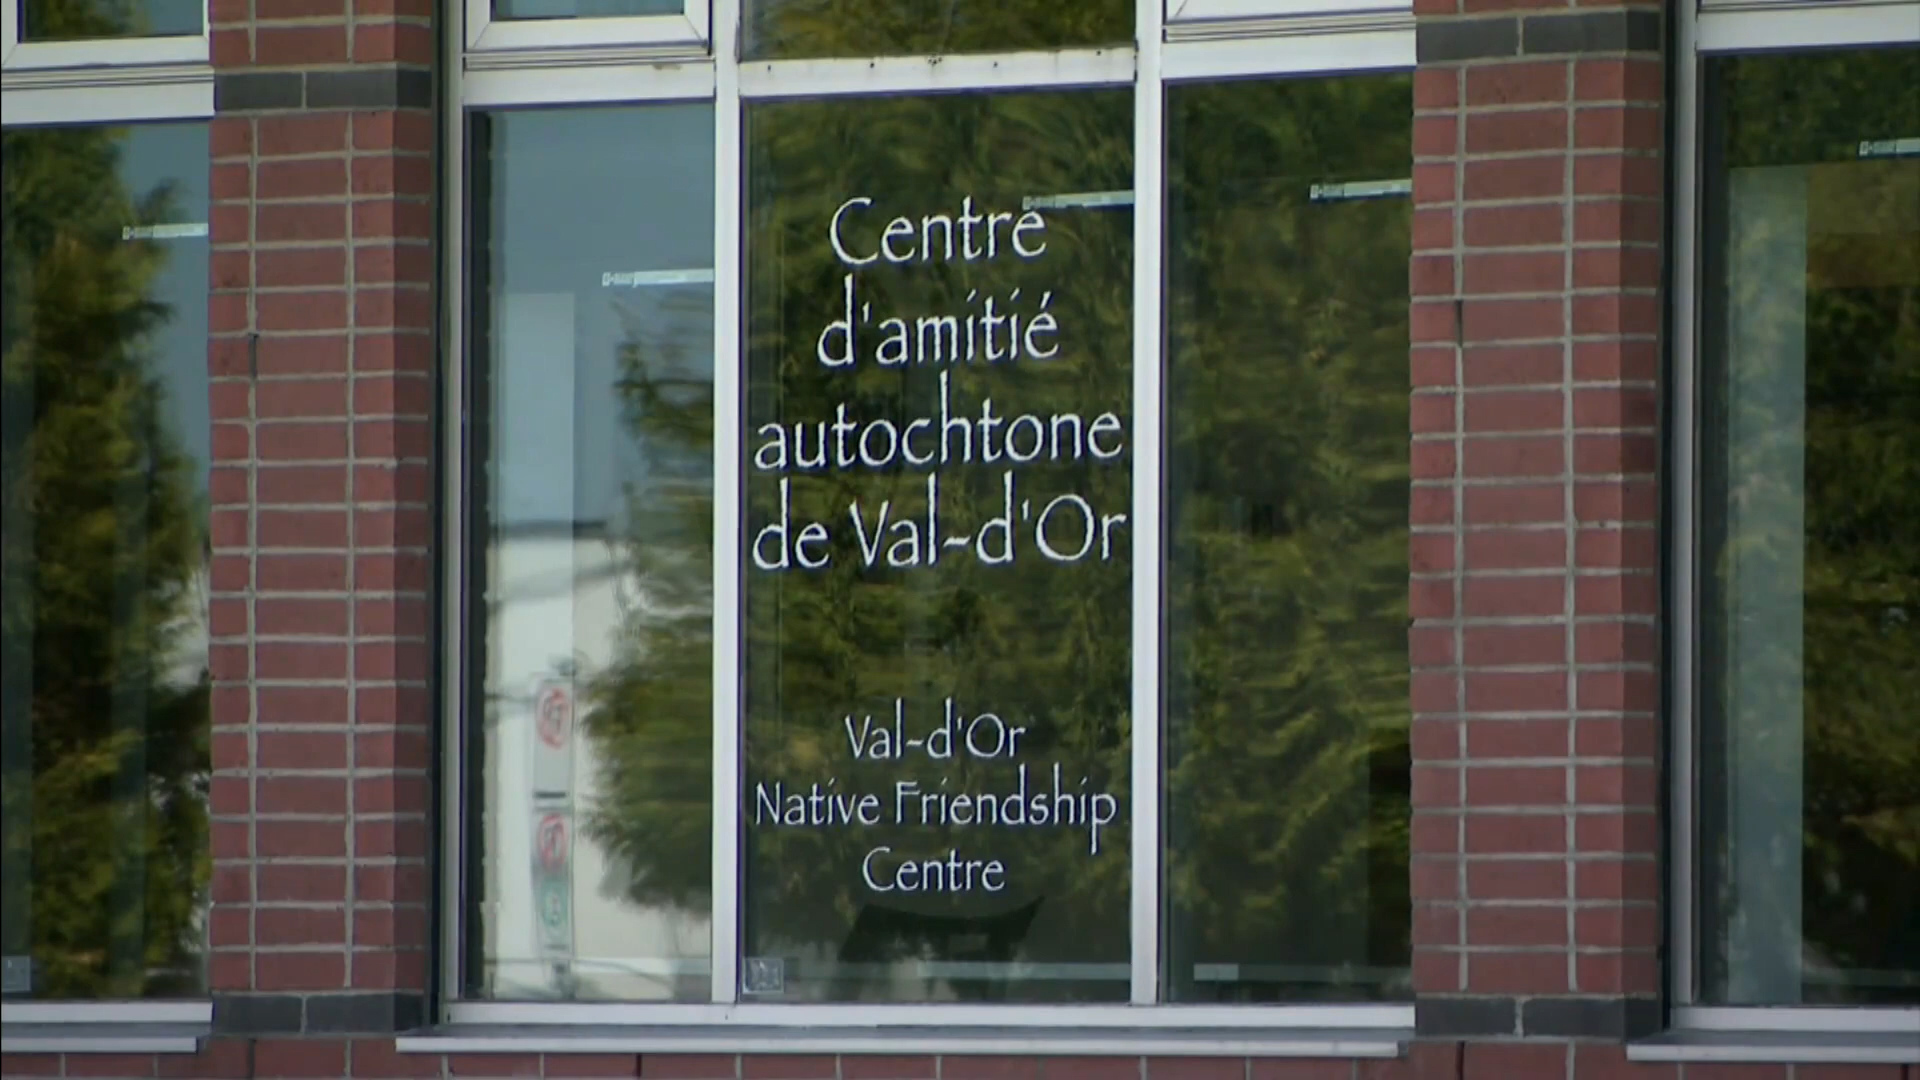 Centre
d'amitié
autochtone
de Val-d'Or
Val-d'Or
Native Friendship
Centre